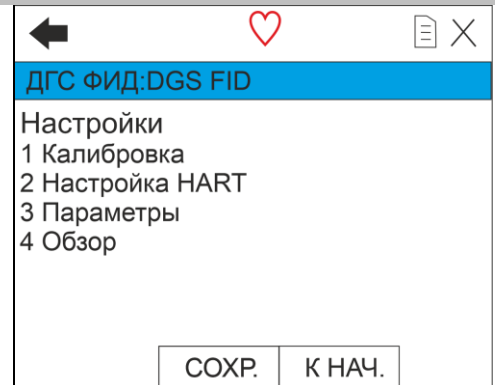 ДГС ФИД:DGS FID
Настройки
1 Калибровка
2 Настройка HART
3 Параметры
4 Обзор
СОХР. К НАЧ.